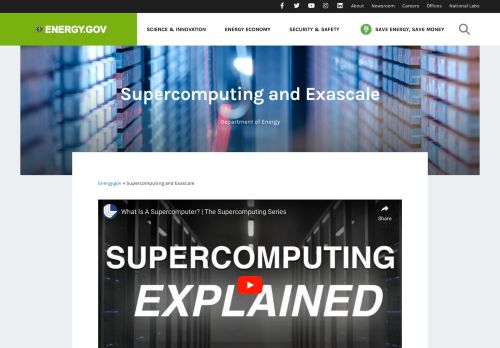 About Newsroom Careers Offices National Labs
ENERGY.GOV
SCIENCE & INNOVATION ENERGY ECONOMY SECURITY & SAFETY SAVE ENERGY, SAVE MONEY
Supercomputing and Exascale
Department of Energy
Energy.gov » Supercomputing and Exascale
What Is A Supercomputer? | The Supercomputing Series
Share
SUPERCOMPUTING
EXPLAINED